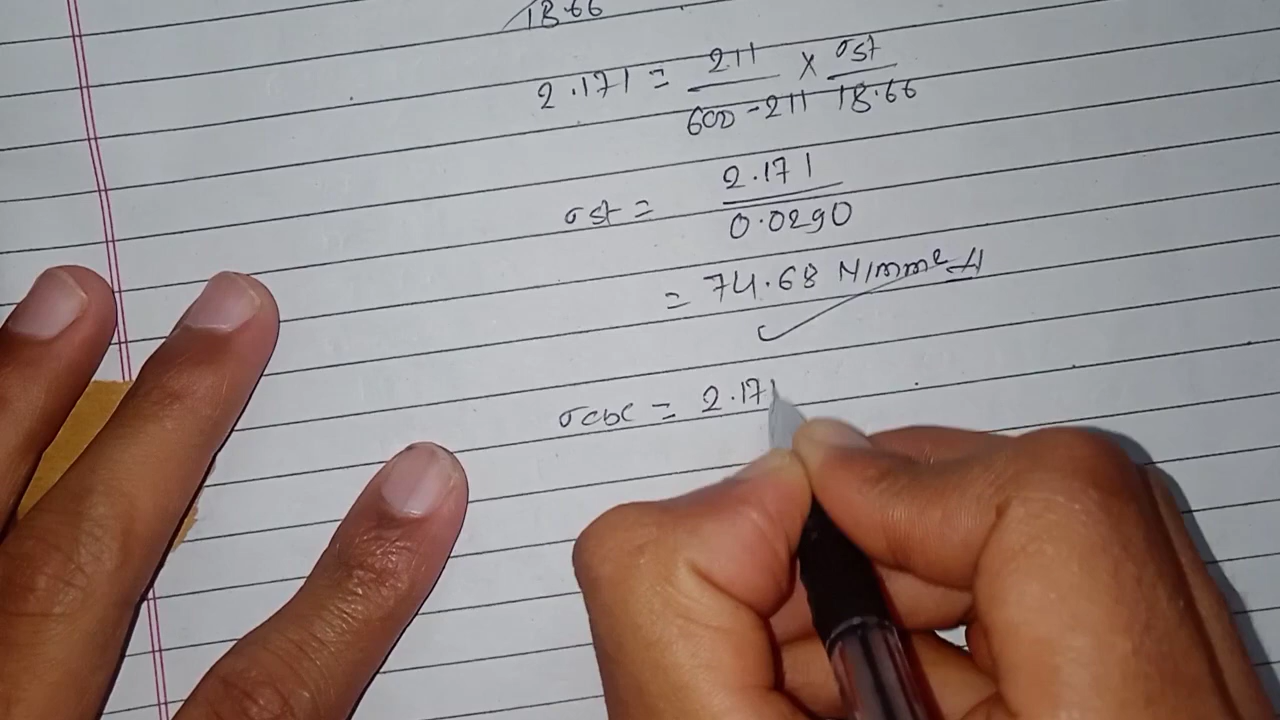 18.66
2.171 = 211 / 600-211 × σst / 18.66
σst = 2.171 / 0.0290
= 74.68 N/mm²
σcbc = 2.171